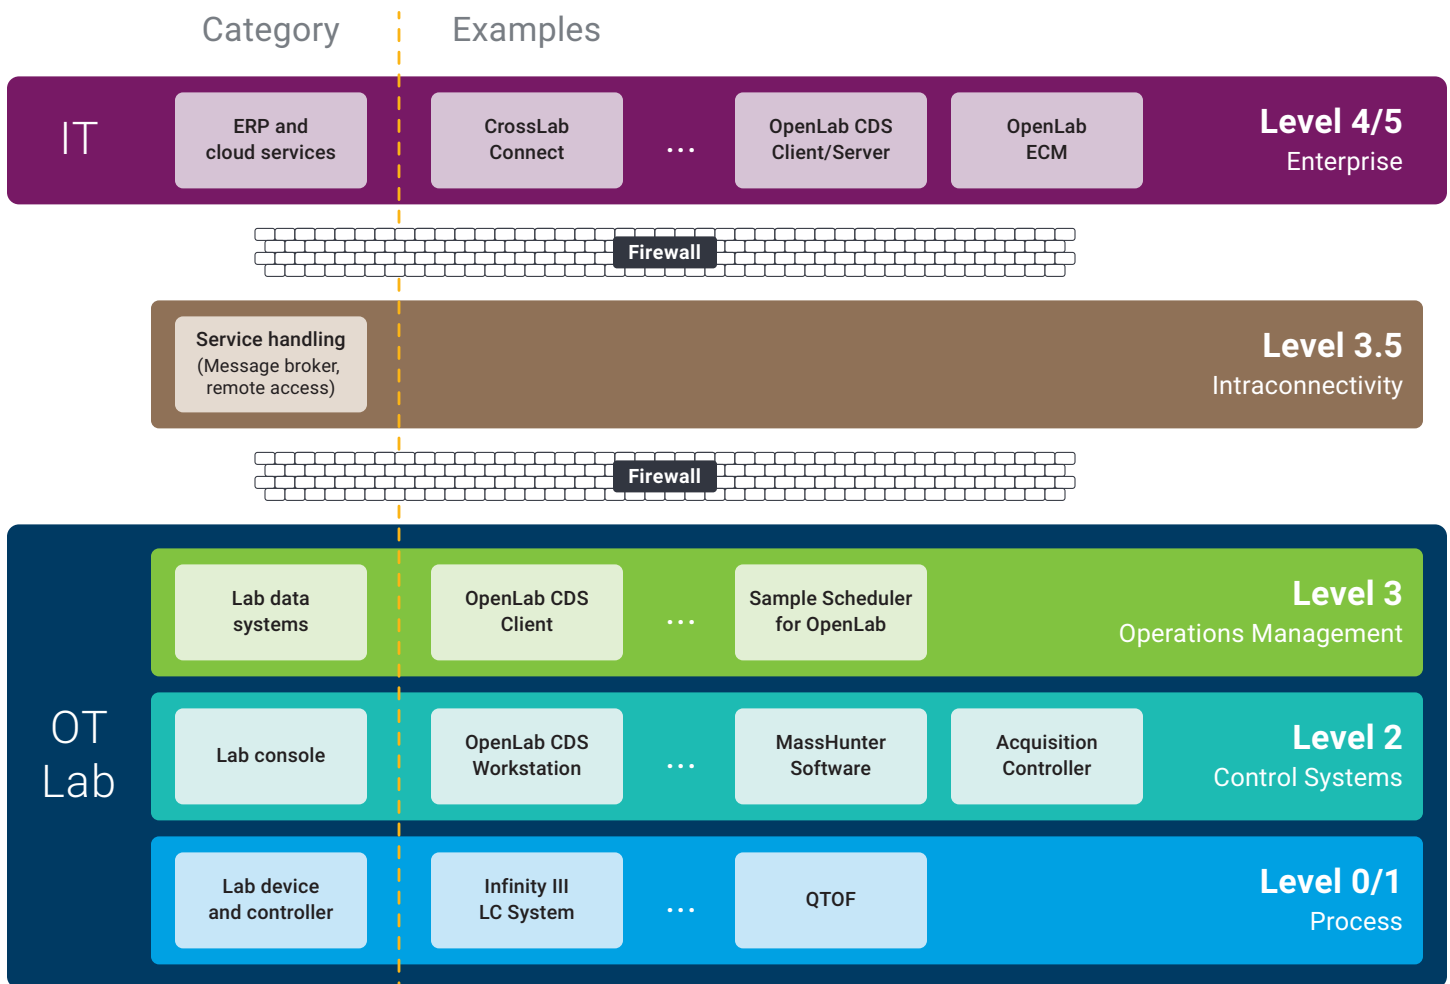 Category
Examples
IT
ERP and
cloud services
CrossLab
Connect
...
OpenLab CDS
Client/Server
OpenLab
ECM
Level 4/5
Enterprise
Firewall
Service handling
(Message broker,
remote access)
Level 3.5
Intraconnectivity
Firewall
OT
Lab
Lab data
systems
OpenLab CDS
Client
...
Sample Scheduler
for OpenLab
Level 3
Operations Management
Lab console
OpenLab CDS
Workstation
...
MassHunter
Software
Acquisition
Controller
Level 2
Control Systems
Lab device
and controller
Infinity III
LC System
...
QTOF
Level 0/1
Process